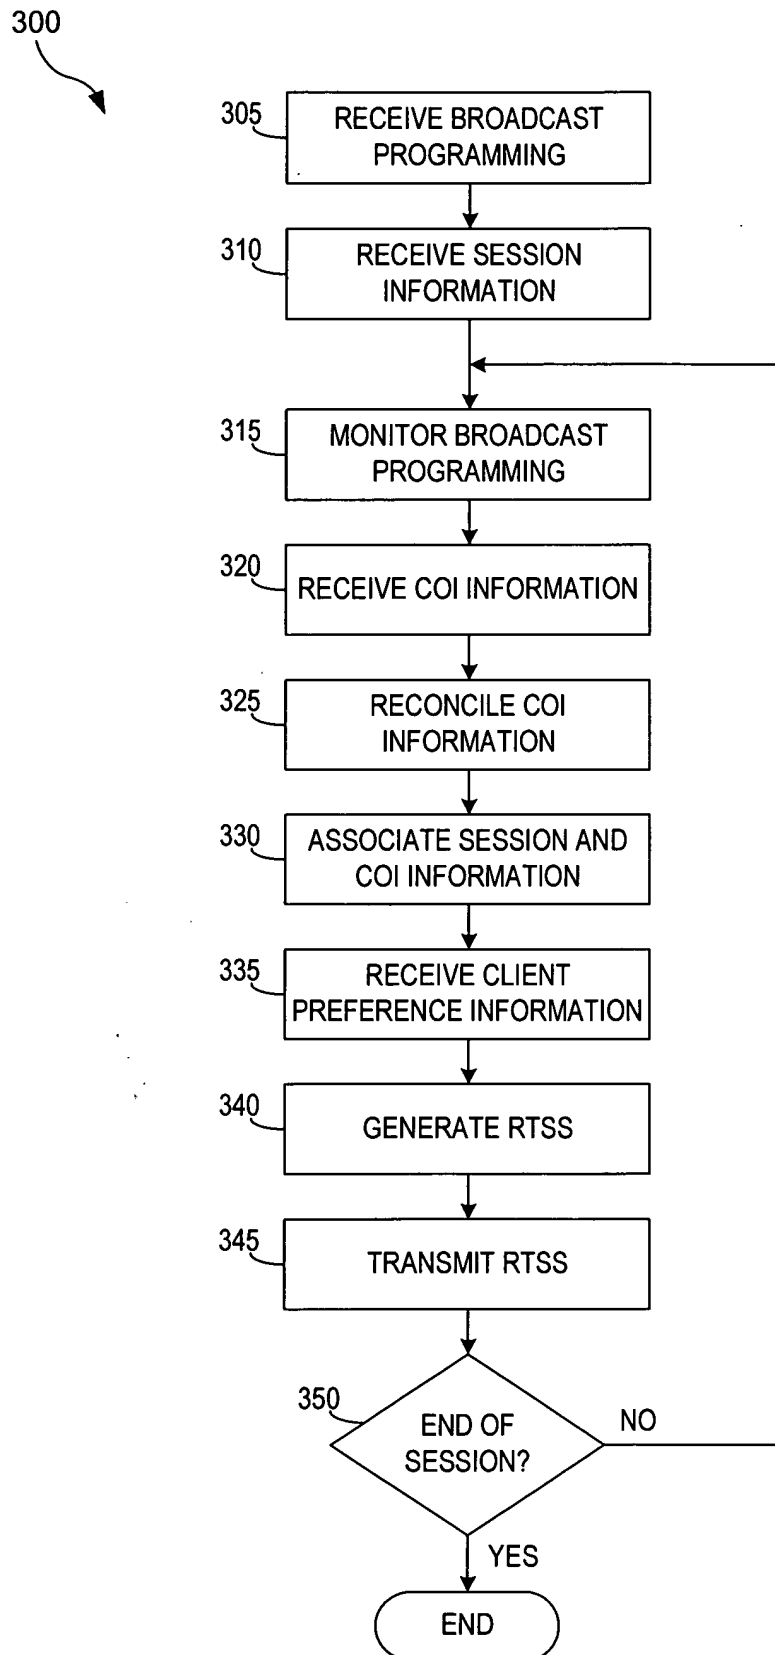 300
305
RECEIVE BROADCAST
PROGRAMMING
310
RECEIVE SESSION
INFORMATION
315
MONITOR BROADCAST
PROGRAMMING
320
RECEIVE COI INFORMATION
325
RECONCILE COI
INFORMATION
330
ASSOCIATE SESSION AND
COI INFORMATION
335
RECEIVE CLIENT
PREFERENCE INFORMATION
340
GENERATE RTSS
345
TRANSMIT RTSS
350
END OF
SESSION?
NO
YES
END